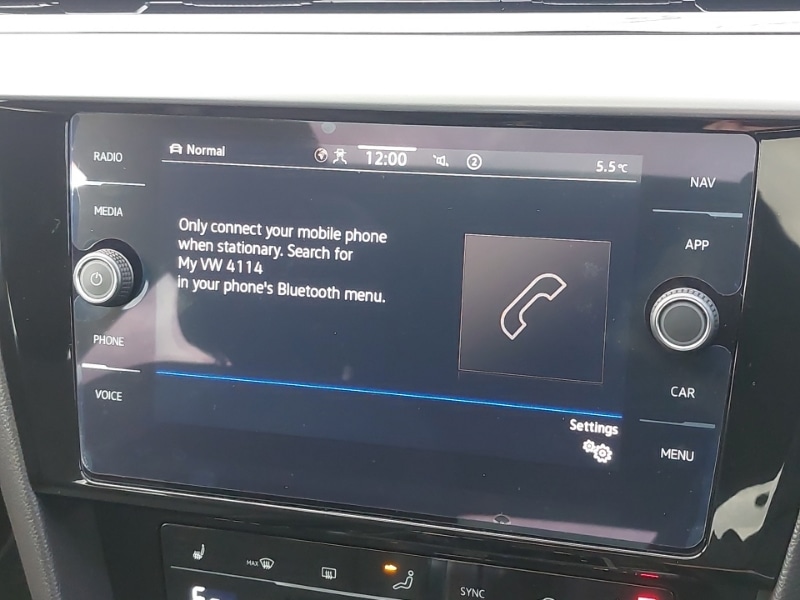 RADIO
MEDIA
PHONE
VOICE
Normal
12:00
2
5.5°C
Only connect your mobile phone
when stationary. Search for
My VW 4114
in your phone's Bluetooth menu.
Settings
NAV
APP
CAR
MENU
MAX
SYNC